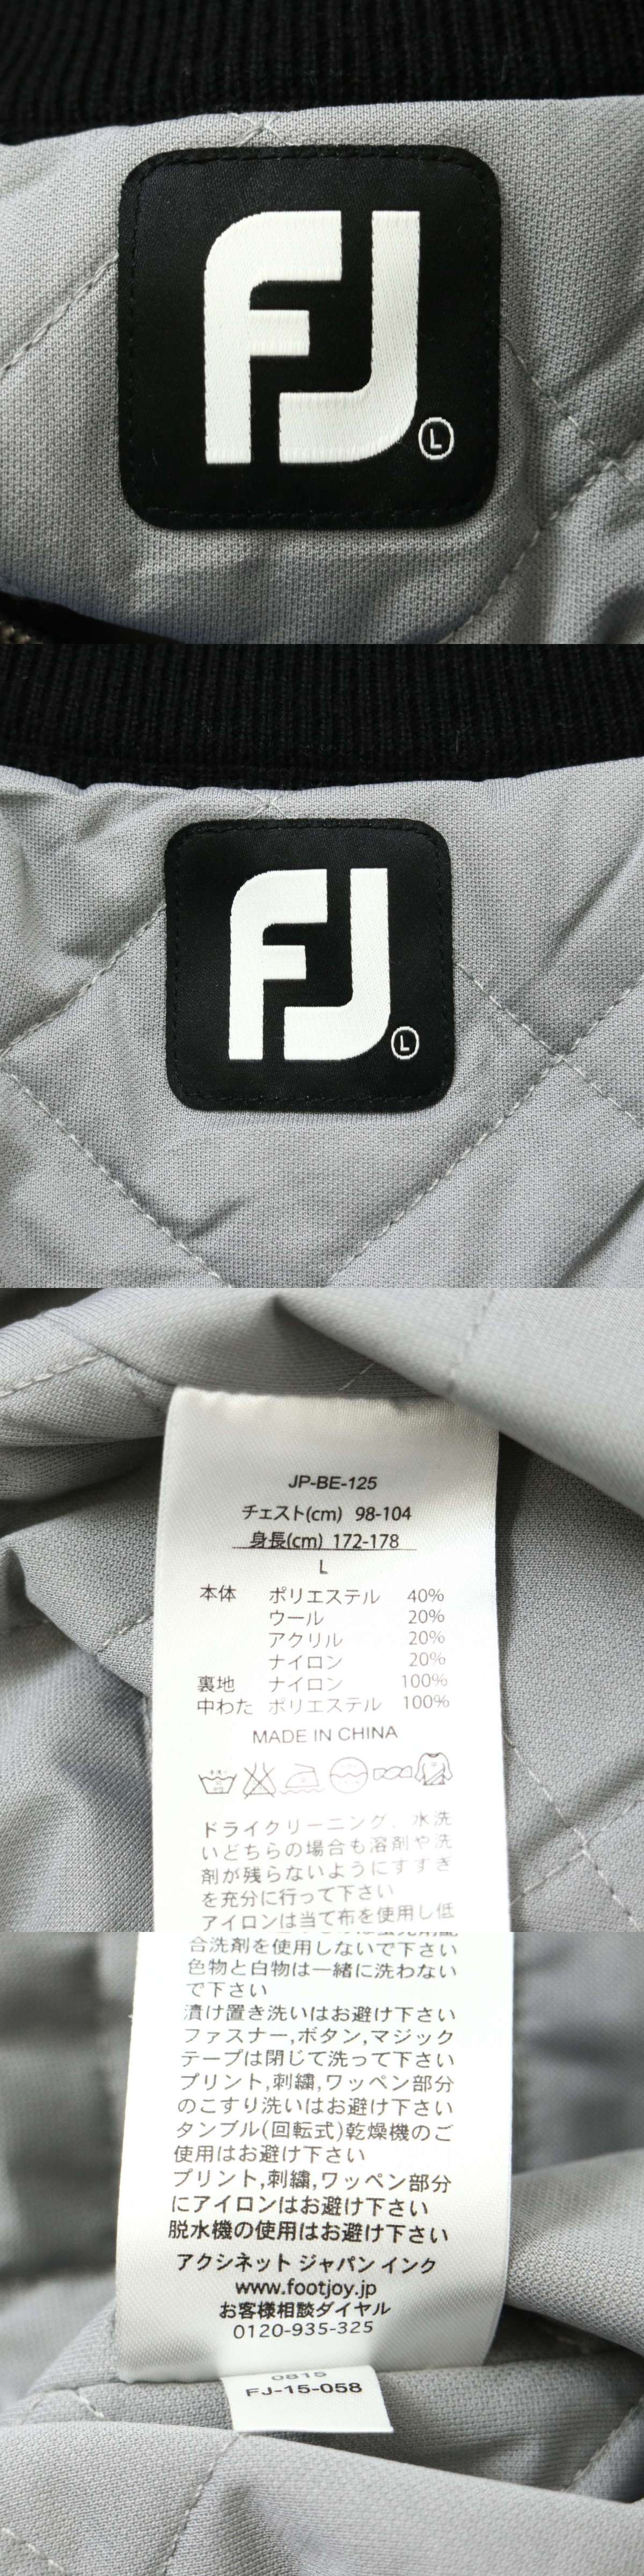 FJ
L
FJ
L
JP-BE-125
チェスト(cm) 98-104
身長(cm) 172-178
L
本体 ポリエステル 40%
ウール 20%
アクリル 20%
ナイロン 20%
裏地 ナイロン 100%
中わた ポリエステル 100%
MADE IN CHINA
ドライクリーニング、水洗
いどちらの場合も溶剤や洗
剤が残らないようにすすぎ
を充分に行って下さい
アイロンは当て布を使用し低
合洗剤を使用しないで下さい
色物と白物は一緒に洗わない
で下さい
漬け置き洗いはお避け下さい
ファスナー,ボタン,マジック
テープは閉じて洗って下さい
プリント,刺繍,ワッペン部分
のこすり洗いはお避け下さい
タンブル(回転式)乾燥機のご
使用はお避け下さい
プリント,刺繍,ワッペン部分
にアイロンはお避け下さい
脱水機の使用はお避け下さい
アクシネット ジャパン インク
www.footjoy.jp
お客様相談ダイヤル
0120-935-325
0815
FJ-15-058